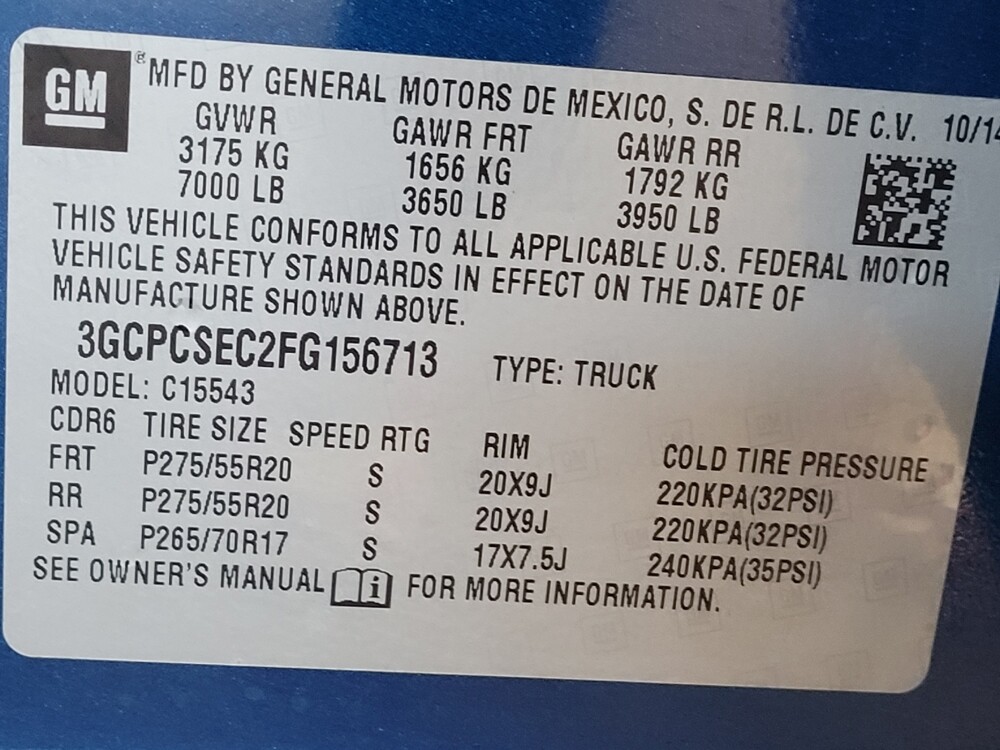 GM ® MFD BY GENERAL MOTORS DE MEXICO, S. DE R.L. DE C.V. 10/14
GVWR GAWR FRT GAWR RR
3175 KG 1656 KG 1792 KG
7000 LB 3650 LB 3950 LB
THIS VEHICLE CONFORMS TO ALL APPLICABLE U.S. FEDERAL MOTOR
VEHICLE SAFETY STANDARDS IN EFFECT ON THE DATE OF
MANUFACTURE SHOWN ABOVE.
3GCPCSEC2FG156713 TYPE: TRUCK
MODEL: C15543
CDR6 TIRE SIZE SPEED RTG RIM COLD TIRE PRESSURE
FRT P275/55R20 S 20X9J 220KPA(32PSI)
RR P275/55R20 S 20X9J 220KPA(32PSI)
SPA P265/70R17 S 17X7.5J 240KPA(35PSI)
SEE OWNER'S MANUAL i FOR MORE INFORMATION.